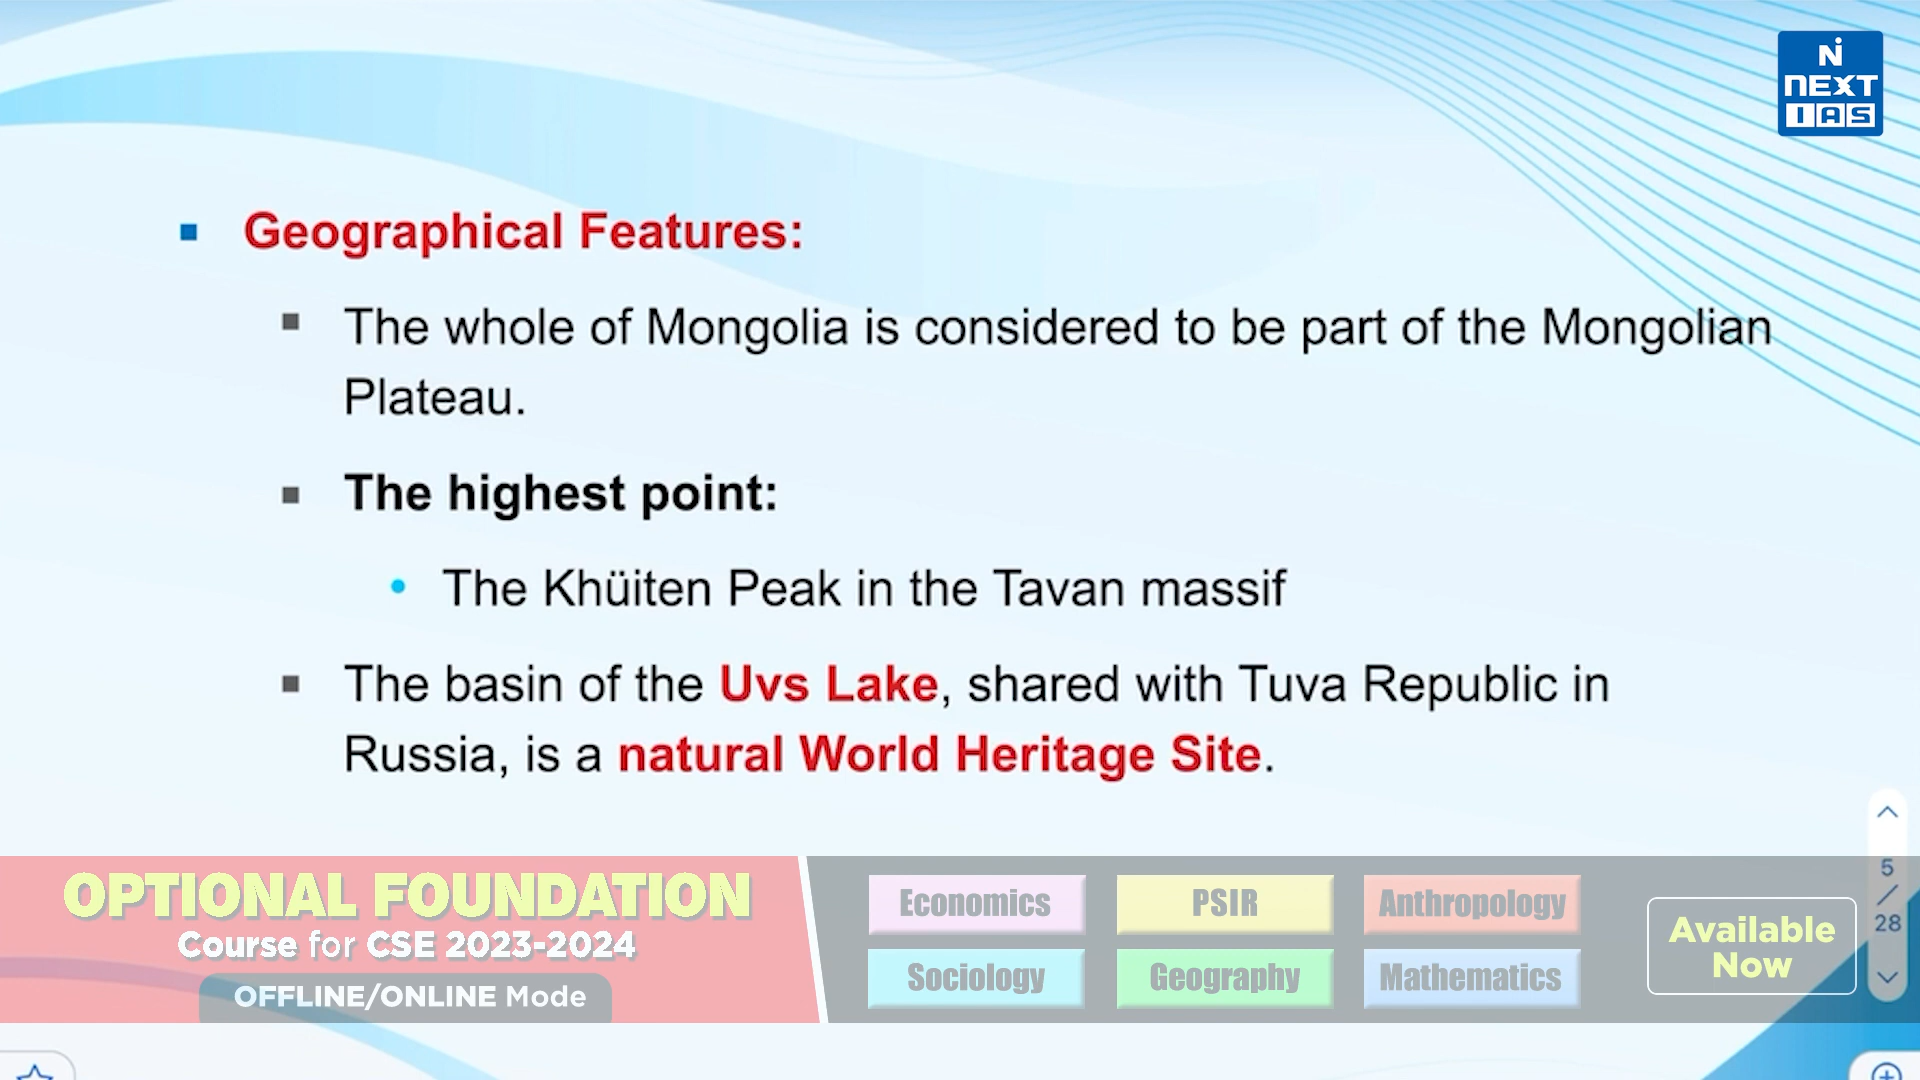 NEXT
IAS
Geographical Features:
The whole of Mongolia is considered to be part of the Mongolian
Plateau.
The highest point:
The Khüiten Peak in the Tavan massif
The basin of the Uvs Lake, shared with Tuva Republic in
Russia, is a natural World Heritage Site.
OPTIONAL FOUNDATION
Course for CSE 2023-2024
OFFLINE/ONLINE Mode
Economics
PSIR
Anthropology
Sociology
Geography
Mathematics
Available
Now
5
/
28